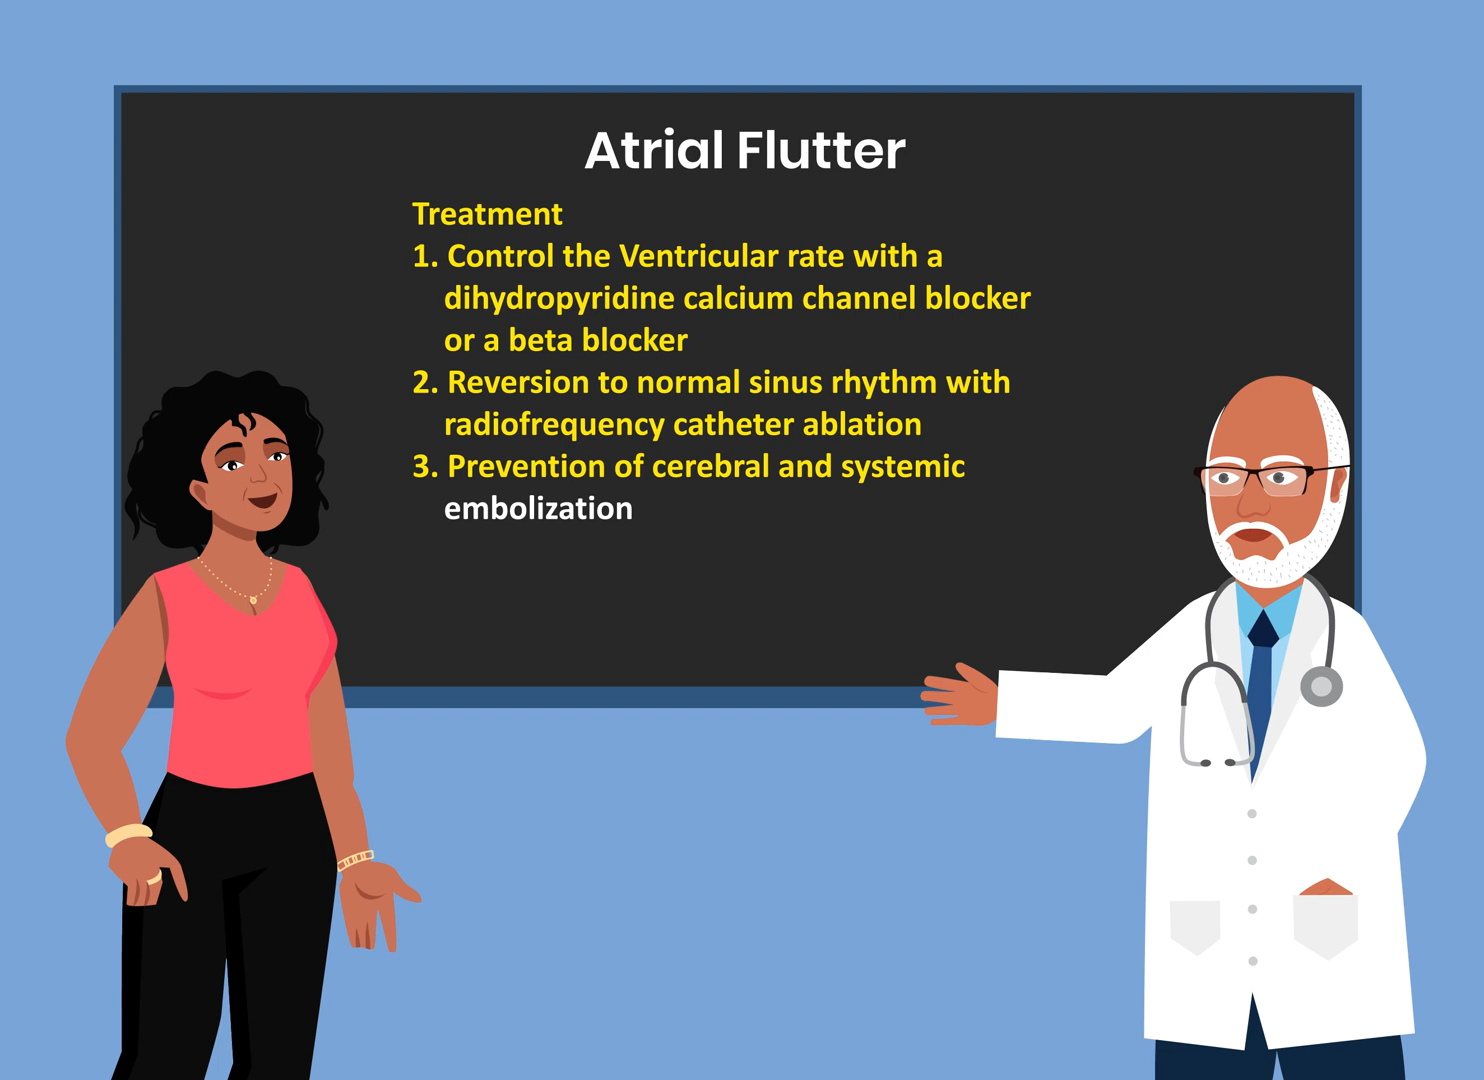 Atrial Flutter
Treatment
1. Control the Ventricular rate with a
dihydropyridine calcium channel blocker
or a beta blocker
2. Reversion to normal sinus rhythm with
radiofrequency catheter ablation
3. Prevention of cerebral and systemic
embolization